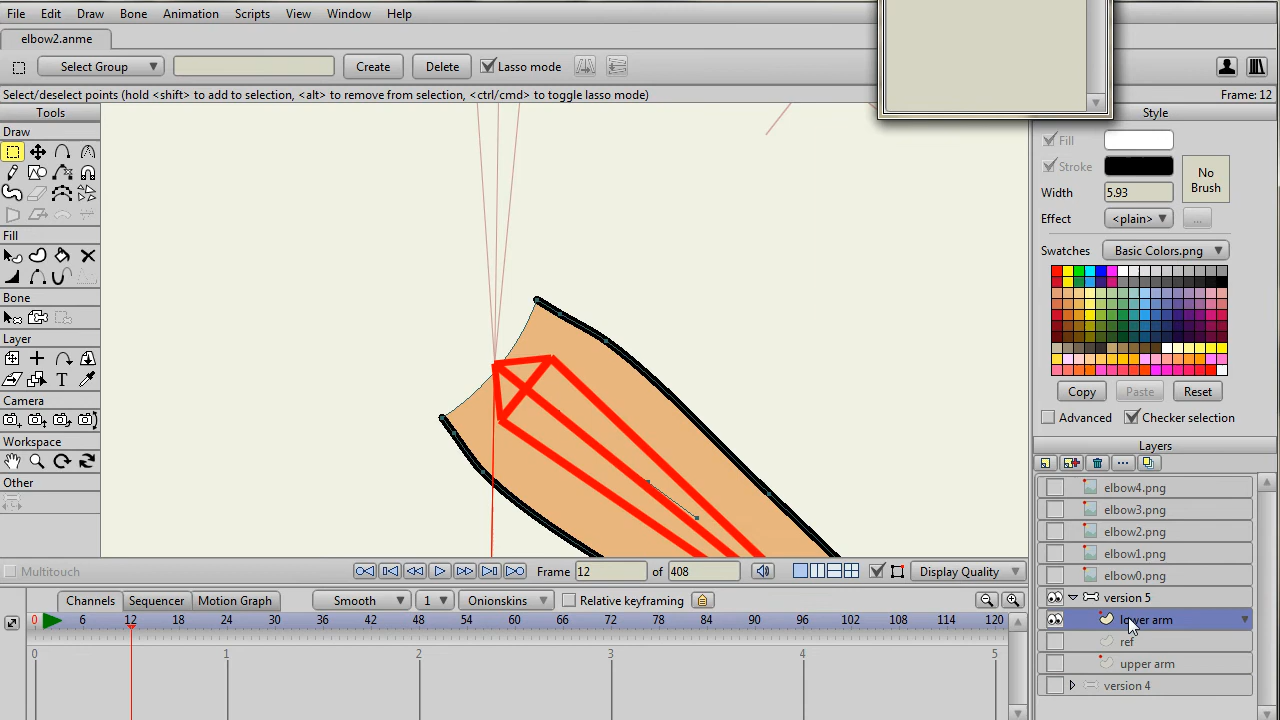 File Edit Draw Bone Animation Scripts View Window Help
elbow2.anme
Select Group Create Delete Lasso mode
Select/deselect points (hold <shift> to add to selection, <alt> to remove from selection, <ctrl/cmd> to toggle lasso mode) Frame: 12
Tools
Draw
Fill
Bone
Layer
Camera
Workspace
Other
Style
Fill
Stroke
No Brush
Width 5.93
Effect <plain> ...
Swatches Basic Colors.png
Copy Paste Reset
Advanced Checker selection
Layers
elbow4.png
elbow3.png
elbow2.png
elbow1.png
elbow0.png
version 5
lower arm
ref
upper arm
version 4
Multitouch Frame 12 of 408 Display Quality
Channels Sequencer Motion Graph Smooth 1 Onionskins Relative keyframing
0 6 12 18 24 30 36 42 48 54 60 66 72 78 84 90 96 102 108 114 120
0 1 2 3 4 5